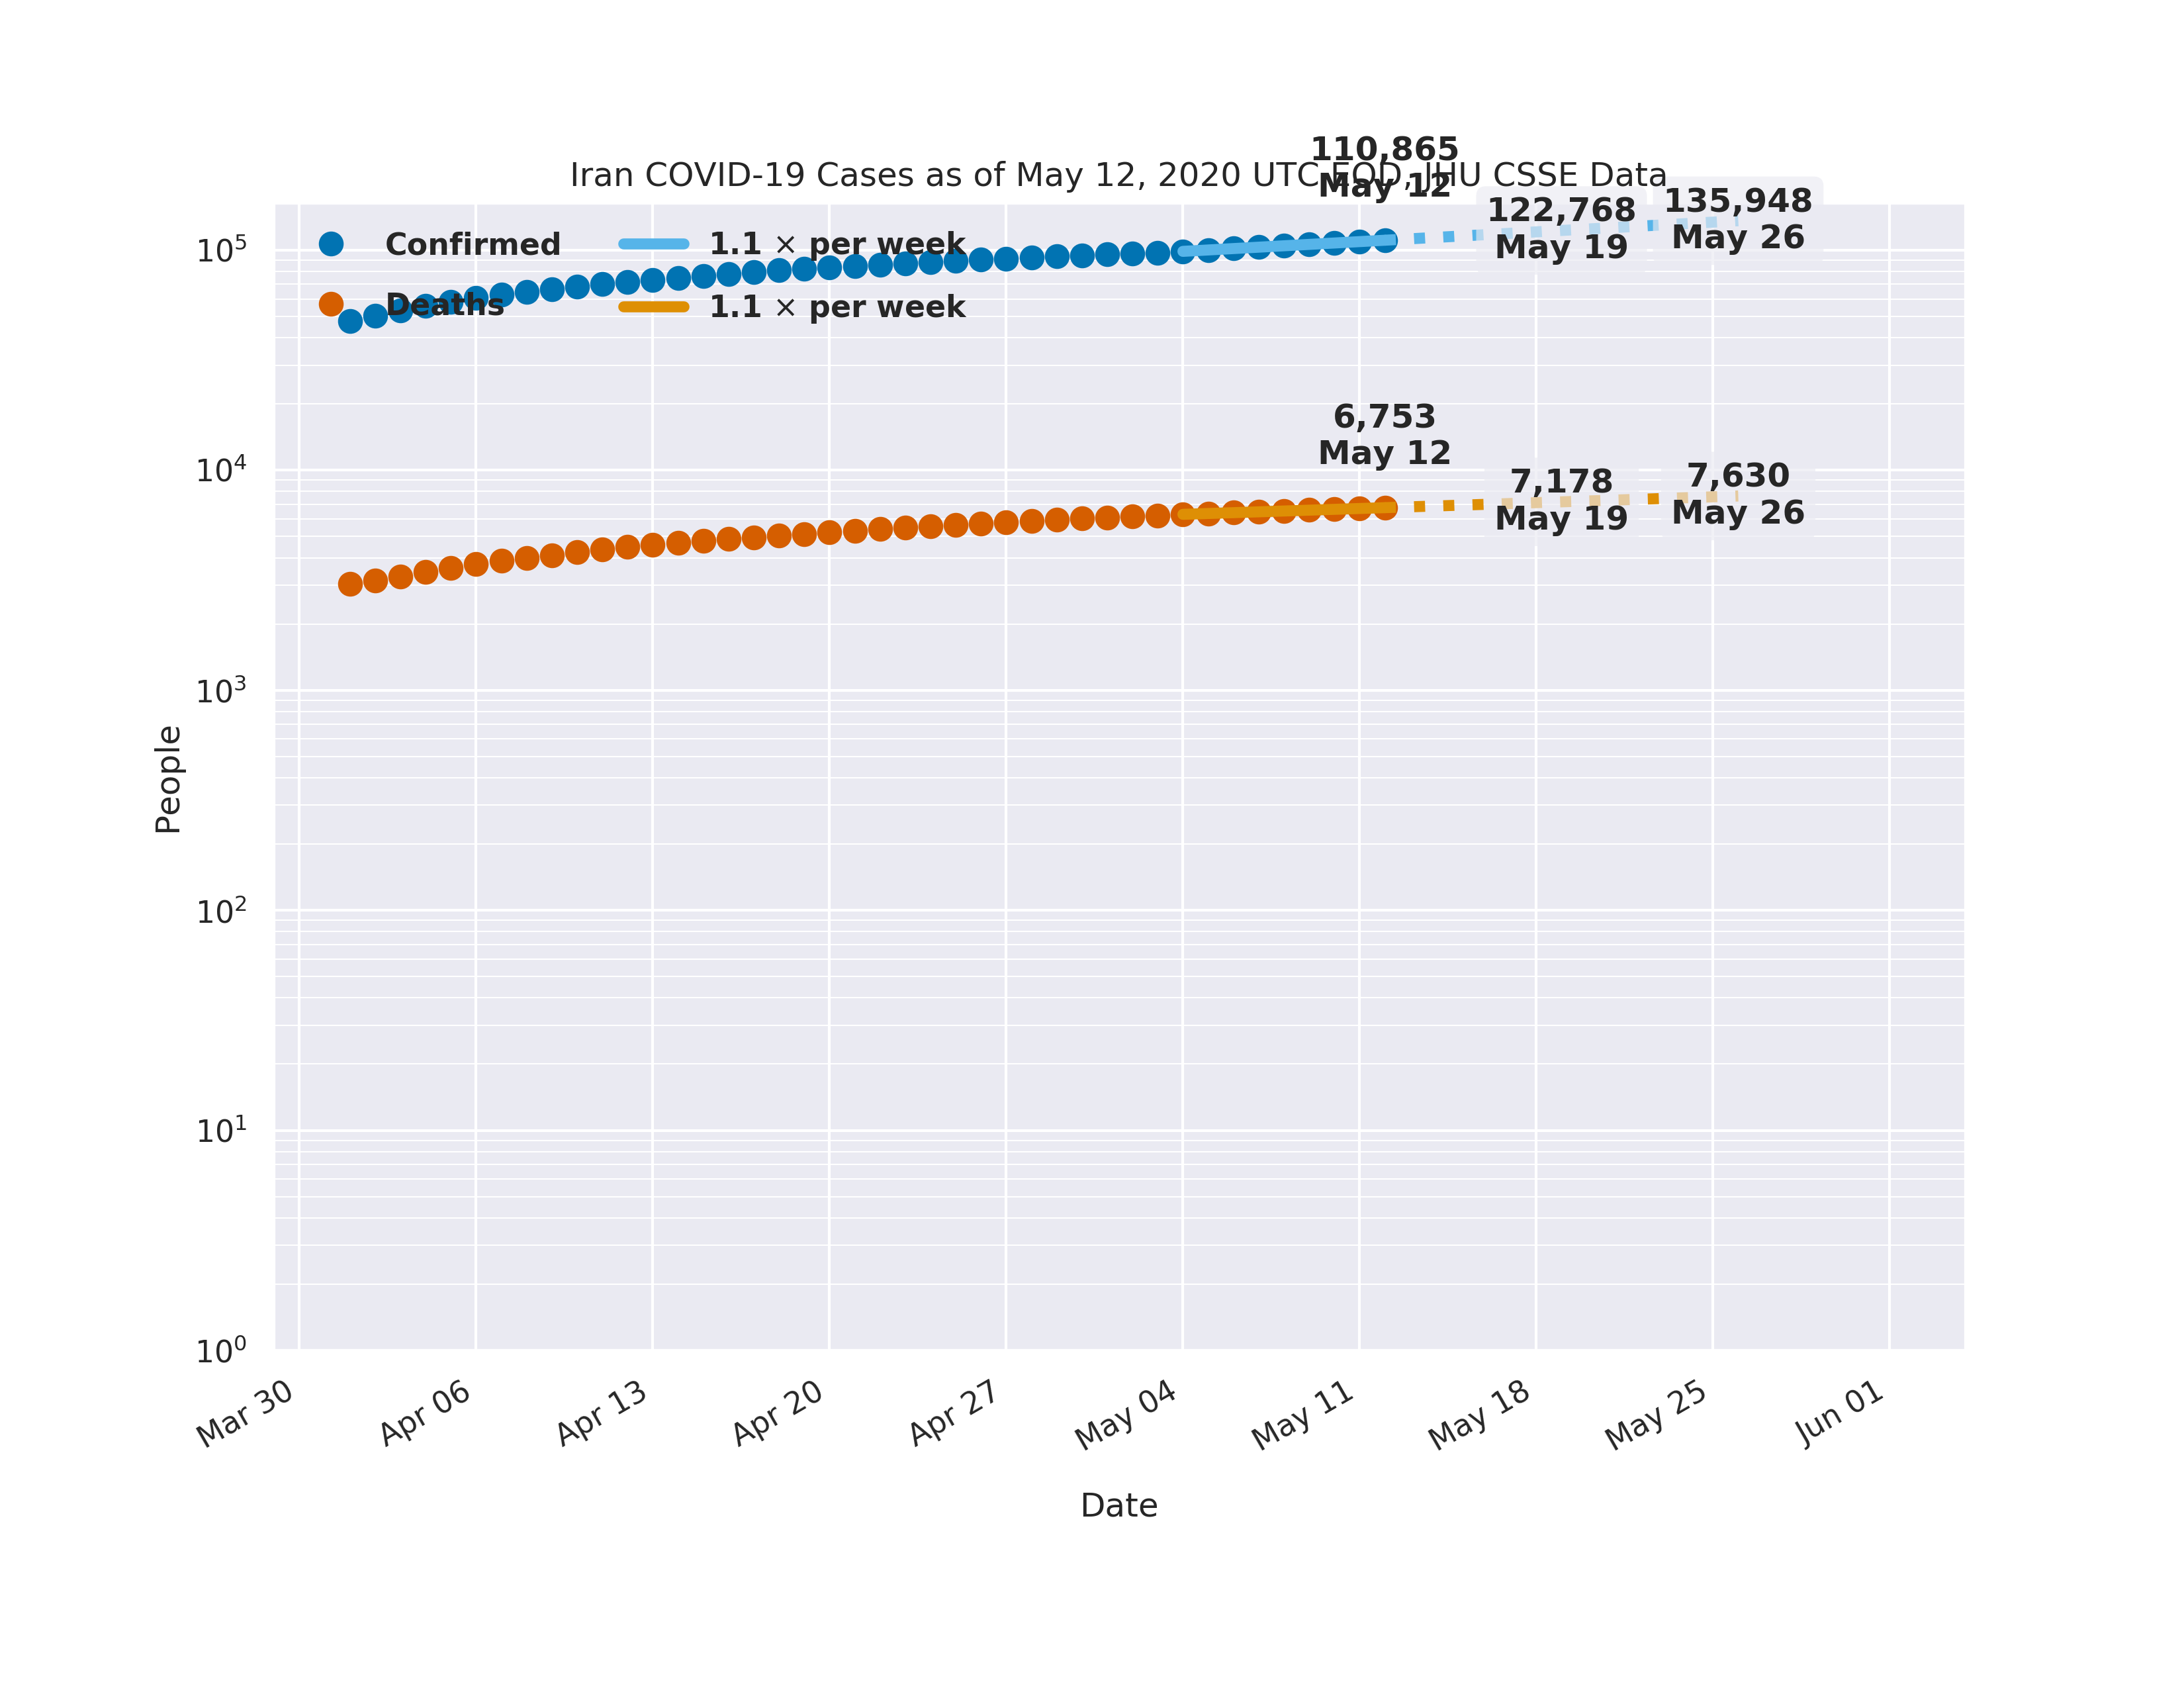 110,865
May 12
Iran COVID-19 Cases as of May 12, 2020 UTC EOD, JHU CSSE Data
122,768
May 19
135,948
May 26
Confirmed
Deaths
1.1 × per week
1.1 × per week
6,753
May 12
7,178
May 19
7,630
May 26
10⁵
10⁴
10³
10²
10¹
10⁰
People
Mar 30
Apr 06
Apr 13
Apr 20
Apr 27
May 04
May 11
May 18
May 25
Jun 01
Date